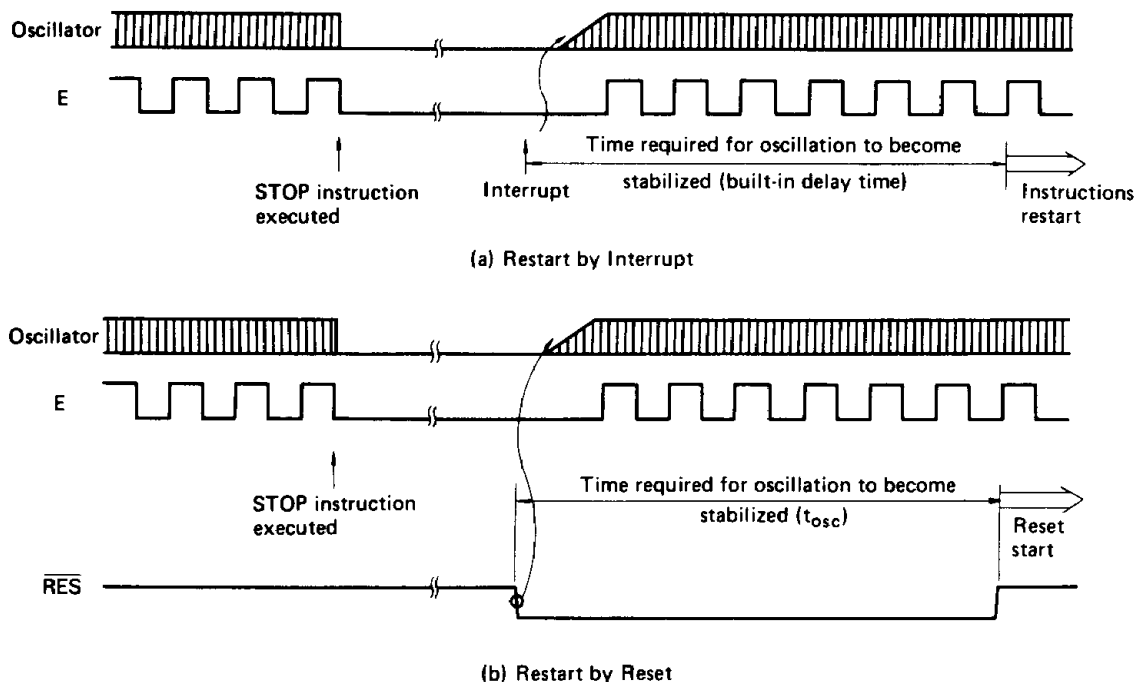 Oscillator
E
STOP instruction
executed
Interrupt
Time required for oscillation to become
stabilized (built-in delay time)
Instructions
restart
(a) Restart by Interrupt
Oscillator
E
STOP instruction
executed
Time required for oscillation to become
stabilized (tosc)
Reset
start
RES
(b) Restart by Reset